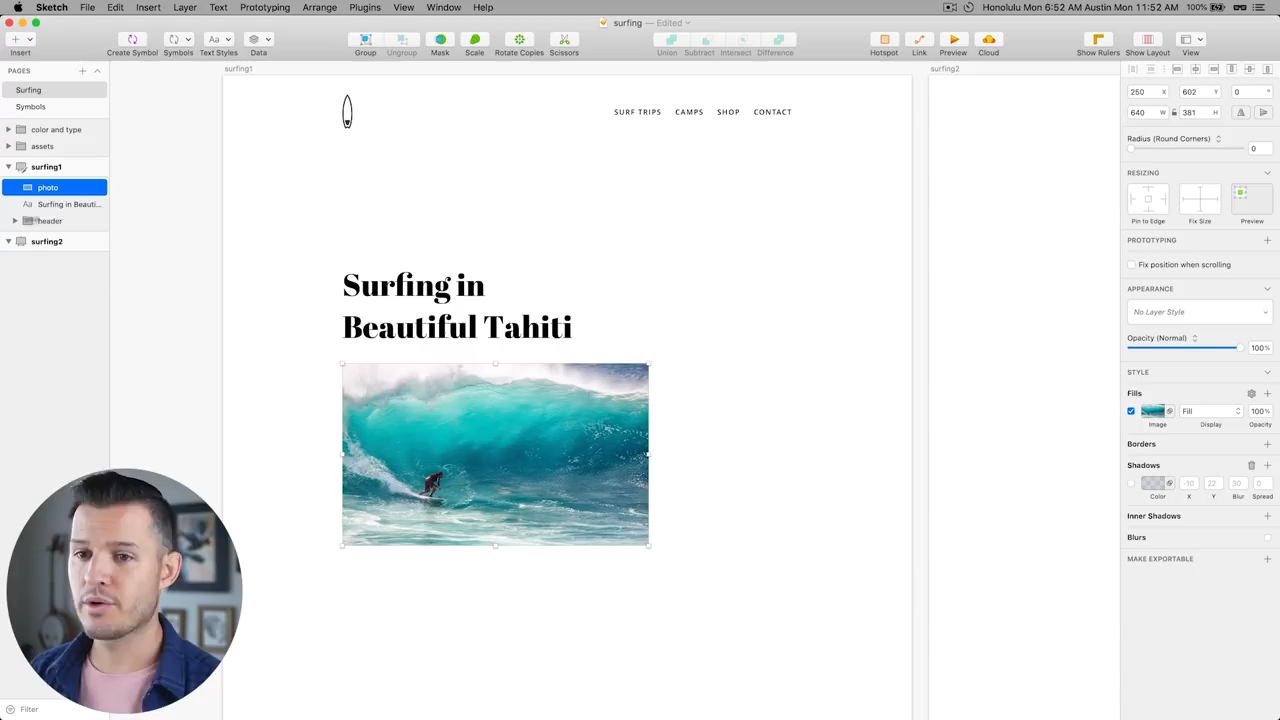 Sketch File Edit Insert Layer Text Prototyping Arrange Plugins View Window Help Honolulu Mon 6:52 AM Austin Mon 11:52 AM 100%
surfing — Edited
Insert Create Symbol Symbols Text Styles Data Group Ungroup Mask Scale Rotate Copies Scissors Union Subtract Intersect Difference Hotspot Link Preview Cloud Show Rulers Show Layout View
PAGES
Surfing
Symbols
color and type
assets
surfing1
photo
Aa Surfing in Beauti...
header
surfing2
Filter
surfing1
surfing2
SURF TRIPS CAMPS SHOP CONTACT
Surfing in
Beautiful Tahiti
250 X 602 Y 0 °
640 W 381 H
Radius (Round Corners)
0
RESIZING
Pin to Edge Fix Size Preview
PROTOTYPING
Fix position when scrolling
APPEARANCE
No Layer Style
Opacity (Normal)
100%
STYLE
Fills
Fill 100%
Image Display Opacity
Borders
Shadows
-10 22 30 0
Color X Y Blur Spread
Inner Shadows
Blurs
MAKE EXPORTABLE